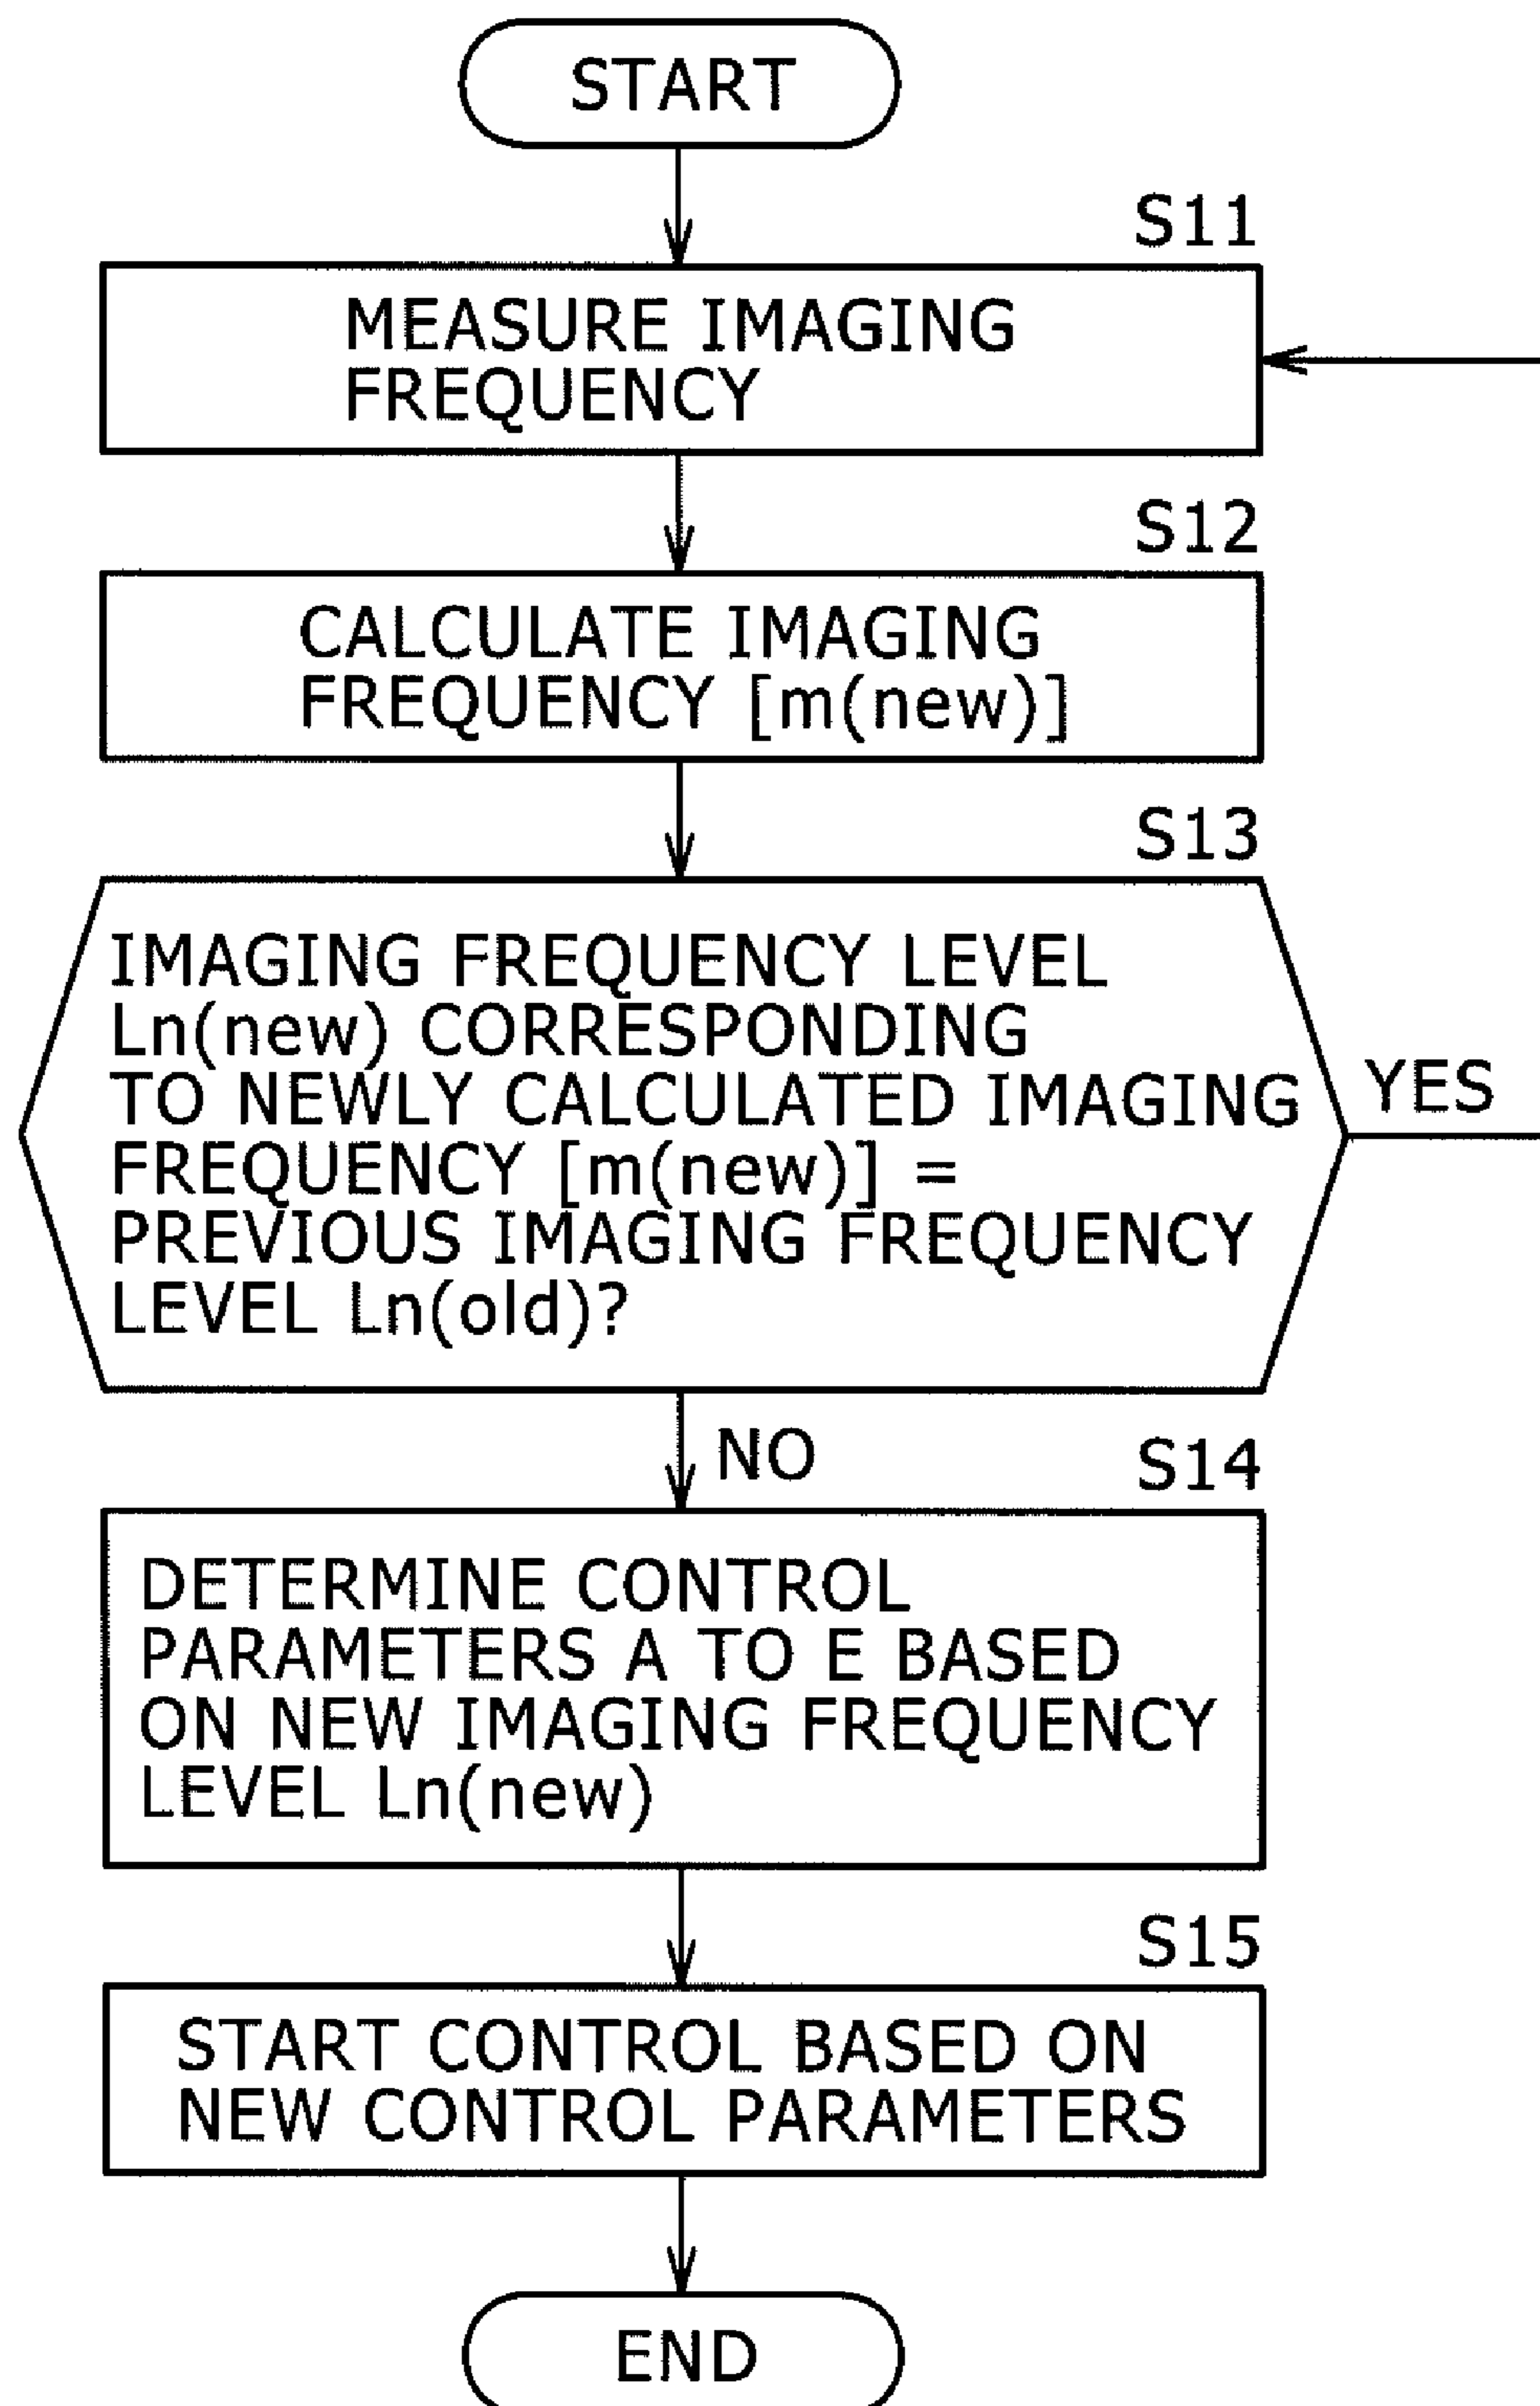 START
S11
MEASURE IMAGING
FREQUENCY
S12
CALCULATE IMAGING
FREQUENCY [m(new)]
S13
IMAGING FREQUENCY LEVEL
Ln(new) CORRESPONDING
TO NEWLY CALCULATED IMAGING
FREQUENCY [m(new)] =
PREVIOUS IMAGING FREQUENCY
LEVEL Ln(old)?
YES
NO
S14
DETERMINE CONTROL
PARAMETERS A TO E BASED
ON NEW IMAGING FREQUENCY
LEVEL Ln(new)
S15
START CONTROL BASED ON
NEW CONTROL PARAMETERS
END